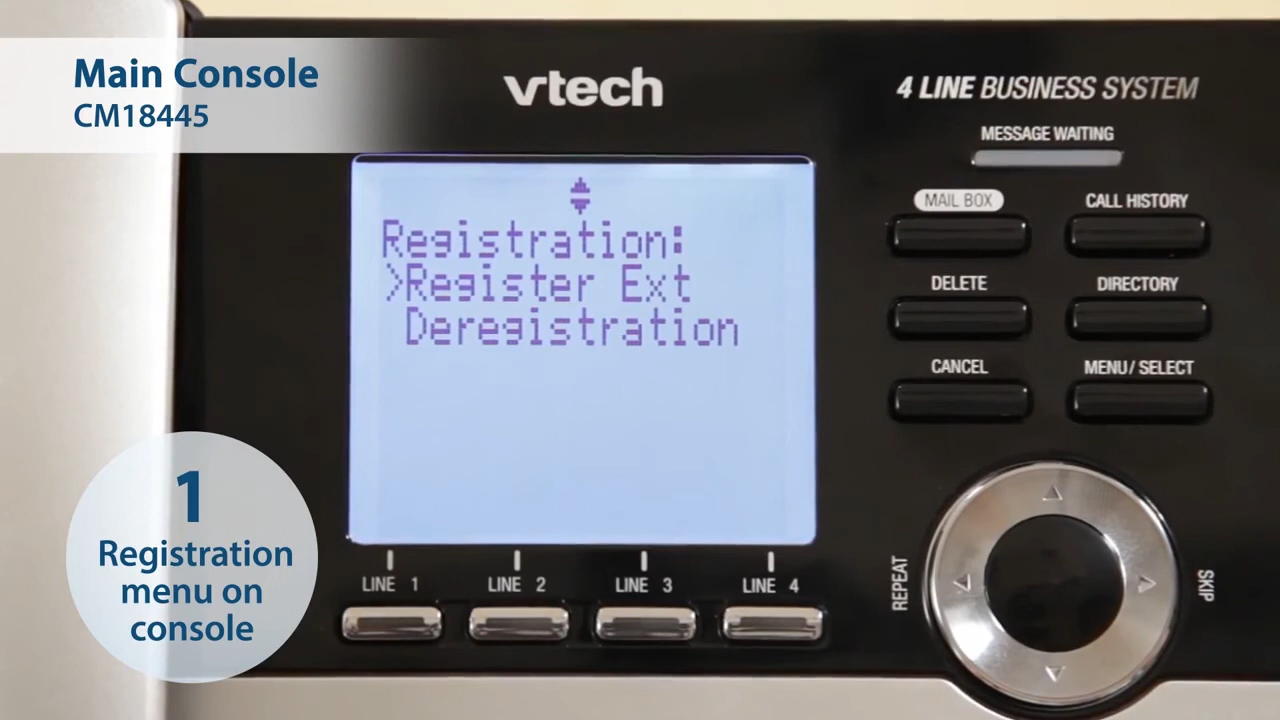 Main Console
CM18445
vtech
4 LINE BUSINESS SYSTEM
MESSAGE WAITING
MAIL BOX
CALL HISTORY
DELETE
DIRECTORY
CANCEL
MENU/SELECT
Registration:
>Register Ext
Deregistration
LINE 1
LINE 2
LINE 3
LINE 4
REPEAT
SKIP
1
Registration
menu on
console